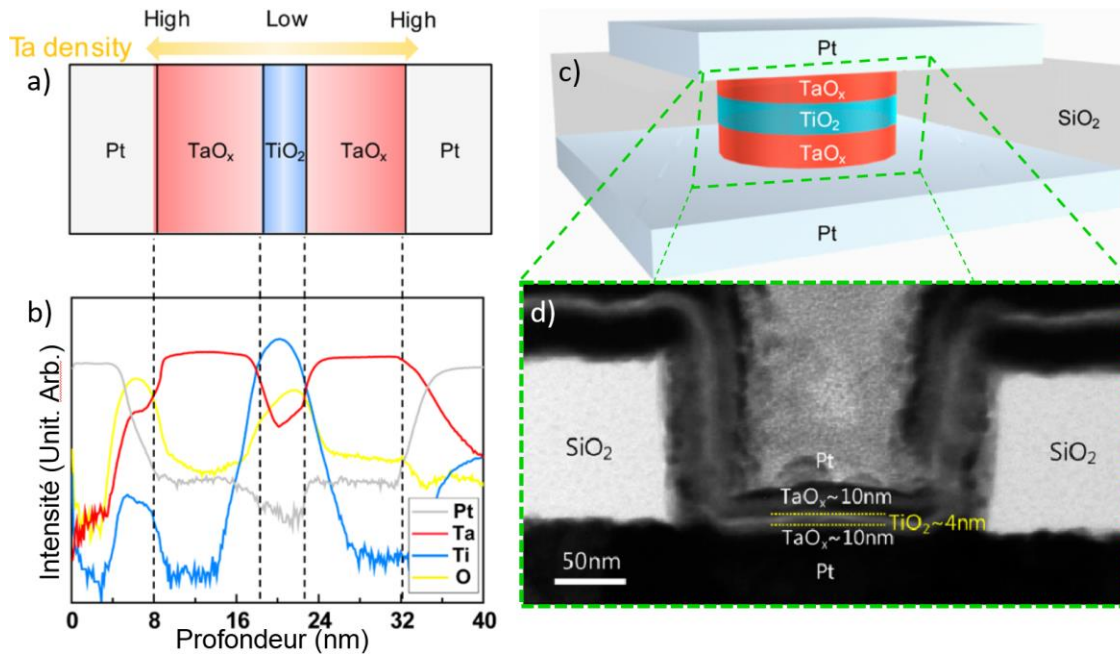 High Low High
Ta density
a)
Pt TaOₓ TiO₂ TaOₓ Pt
b)
Intensité (Unit. Arb.)
Pt
Ta
Ti
O
0 8 16 24 32 40
Profondeur (nm)
c)
Pt
TaOₓ
TiO₂
TaOₓ
SiO₂
Pt
d)
SiO₂ SiO₂
Pt
TaOₓ~10nm
TiO₂~4nm
TaOₓ~10nm
50nm
Pt